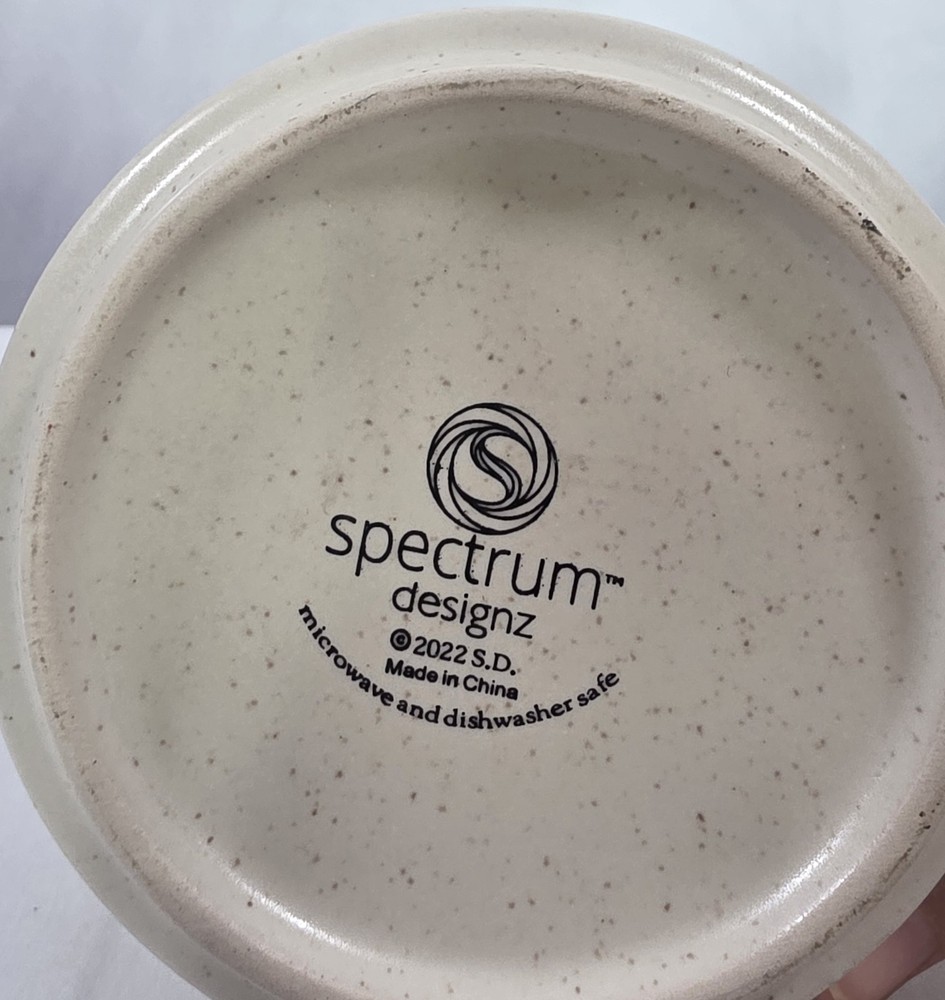 S
spectrum™
designz
©2022 S.D.
Made in China
microwave and dishwasher safe